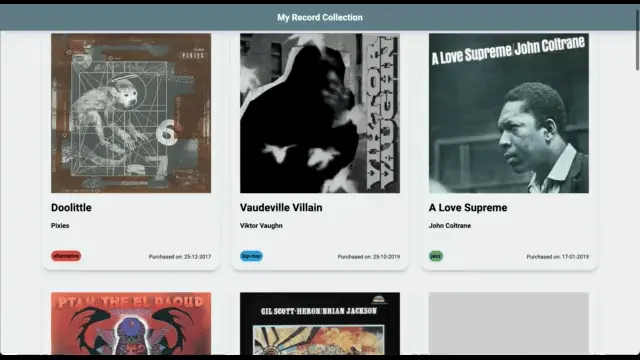 My Record Collection
PIXIES
VIKTOR
VAUGHN
A Love Supreme/John Coltrane
Doolittle
Pixies
alternative
Purchased on: 25-12-2017
Vaudeville Villain
Viktor Vaughn
hip-hop
Purchased on: 25-10-2019
A Love Supreme
John Coltrane
jazz
Purchased on: 17-01-2019
PTAH THE EL DAOUD
GIL SCOTT-HERON/BRIAN JACKSON